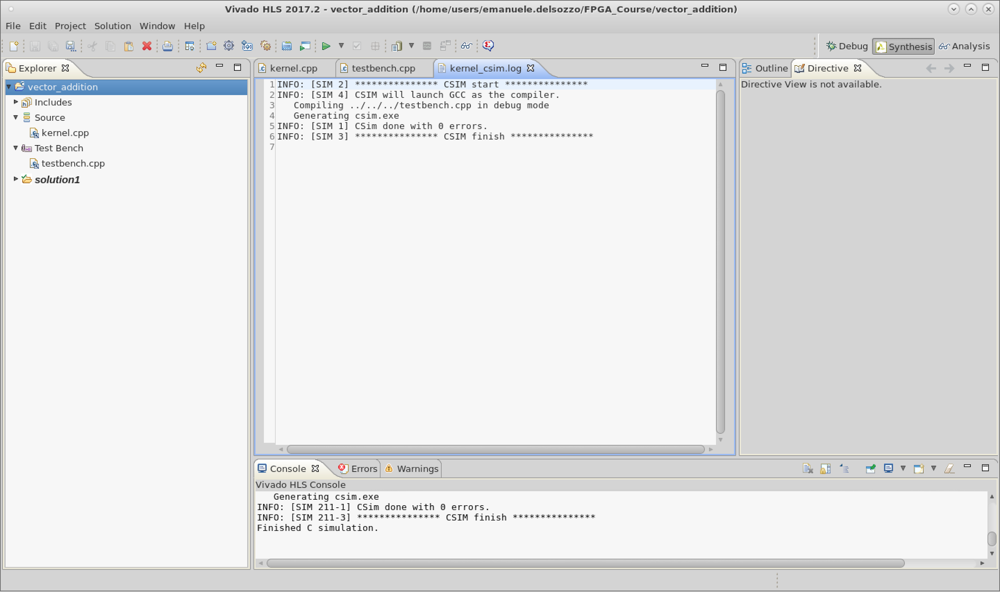 Vivado HLS 2017.2 - vector_addition (/home/users/emanuele.delsozzo/FPGA_Course/vector_addition)
File Edit Project Solution Window Help
Debug Synthesis Analysis
Explorer
vector_addition
Includes
Source
kernel.cpp
Test Bench
testbench.cpp
solution1
kernel.cpp testbench.cpp kernel_csim.log
1 INFO: [SIM 2] *************** CSIM start ***************
2 INFO: [SIM 4] CSIM will launch GCC as the compiler.
3 Compiling ../../../testbench.cpp in debug mode
4 Generating csim.exe
5 INFO: [SIM 1] CSim done with 0 errors.
6 INFO: [SIM 3] *************** CSIM finish ***************
7
Outline Directive
Directive View is not available.
Console Errors Warnings
Vivado HLS Console
Generating csim.exe
INFO: [SIM 211-1] CSim done with 0 errors.
INFO: [SIM 211-3] *************** CSIM finish ***************
Finished C simulation.